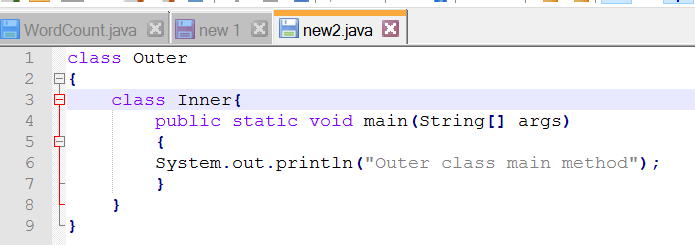 WordCount.java new 1 new2.java
1 class Outer
2 {
3 class Inner{
4 public static void main(String[] args)
5 {
6 System.out.println("Outer class main method");
7 }
8 }
9 }